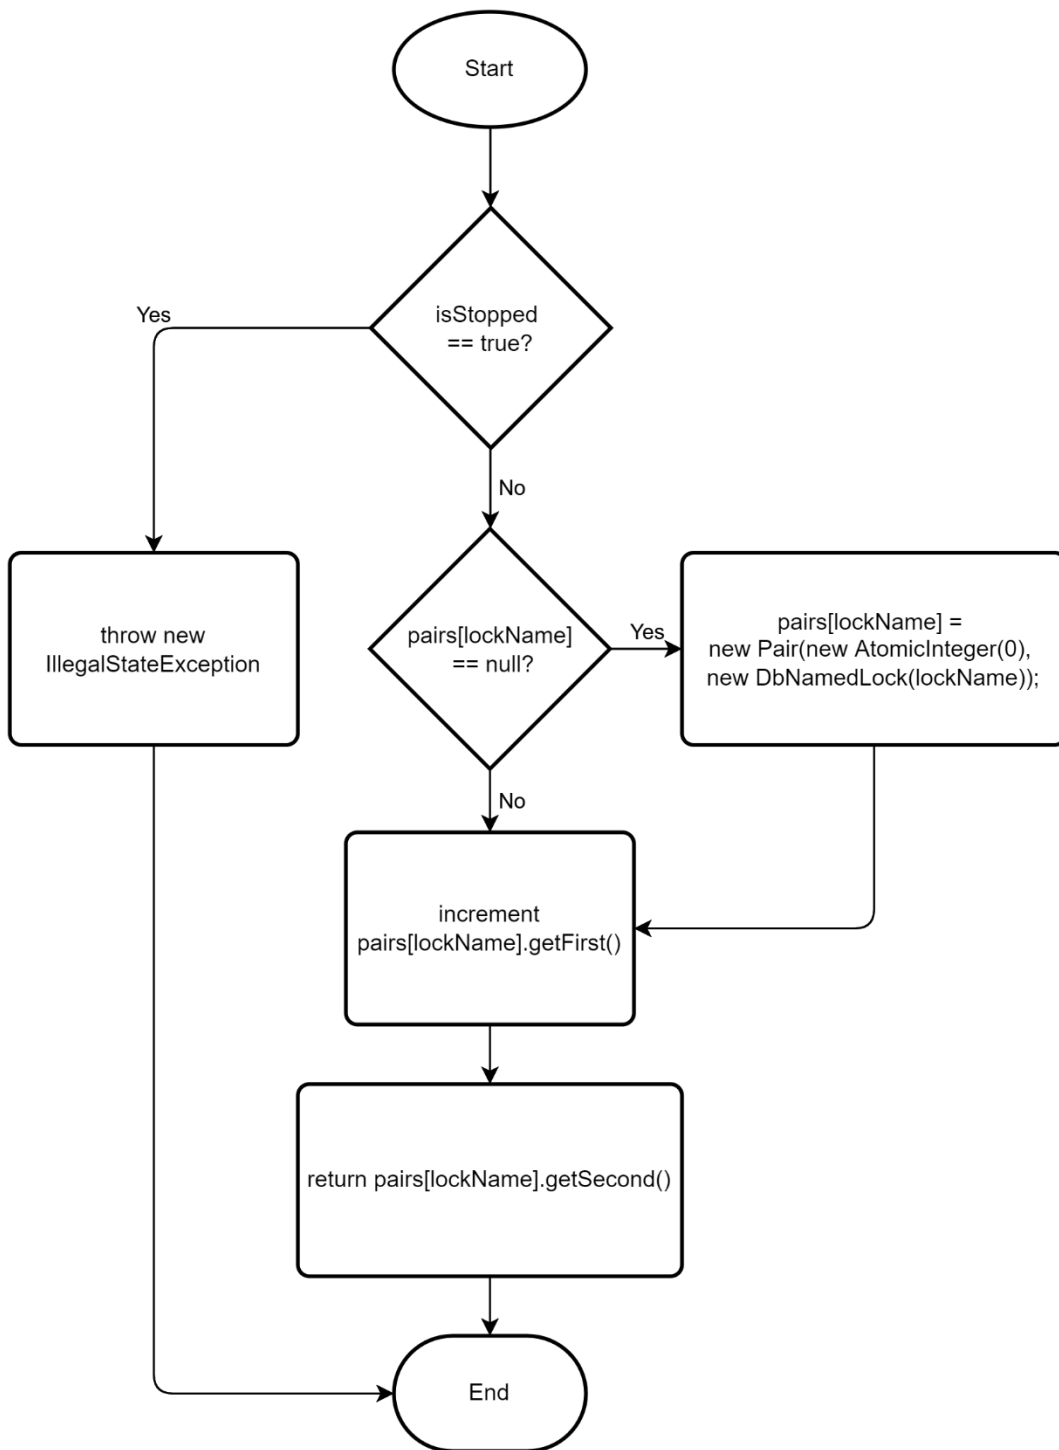 Start
isStopped
== true?
Yes
No
throw new
IllegalStateException
pairs[lockName]
== null?
Yes
pairs[lockName] =
new Pair(new AtomicInteger(0),
new DbNamedLock(lockName));
No
increment
pairs[lockName].getFirst()
return pairs[lockName].getSecond()
End